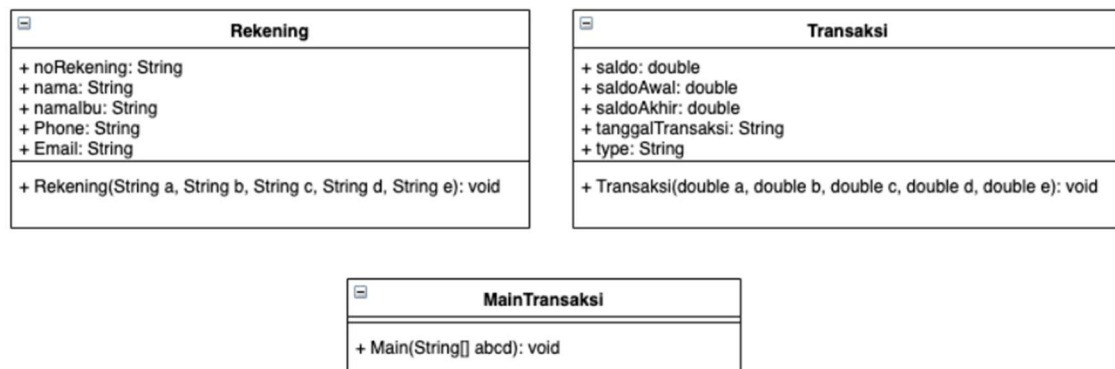 Rekening
+ noRekening: String
+ nama: String
+ namaIbu: String
+ Phone: String
+ Email: String
+ Rekening(String a, String b, String c, String d, String e): void
Transaksi
+ saldo: double
+ saldoAwal: double
+ saldoAkhir: double
+ tanggalTransaksi: String
+ type: String
+ Transaksi(double a, double b, double c, double d, double e): void
MainTransaksi
+ Main(String[] abcd): void